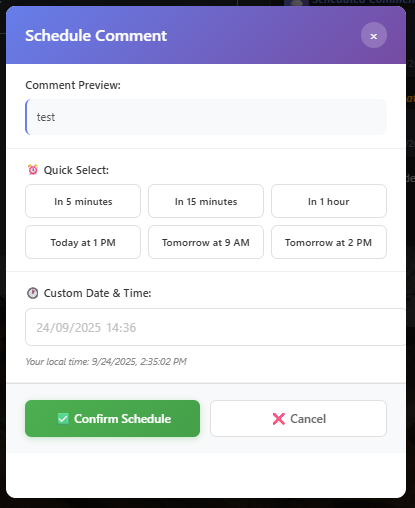 Schedule Comment
×
Comment Preview:
test
⏰ Quick Select:
In 5 minutes
In 15 minutes
In 1 hour
Today at 1 PM
Tomorrow at 9 AM
Tomorrow at 2 PM
🕐 Custom Date & Time:
24/09/2025 14:36
Your local time: 9/24/2025, 2:35:02 PM
✅ Confirm Schedule
❌ Cancel